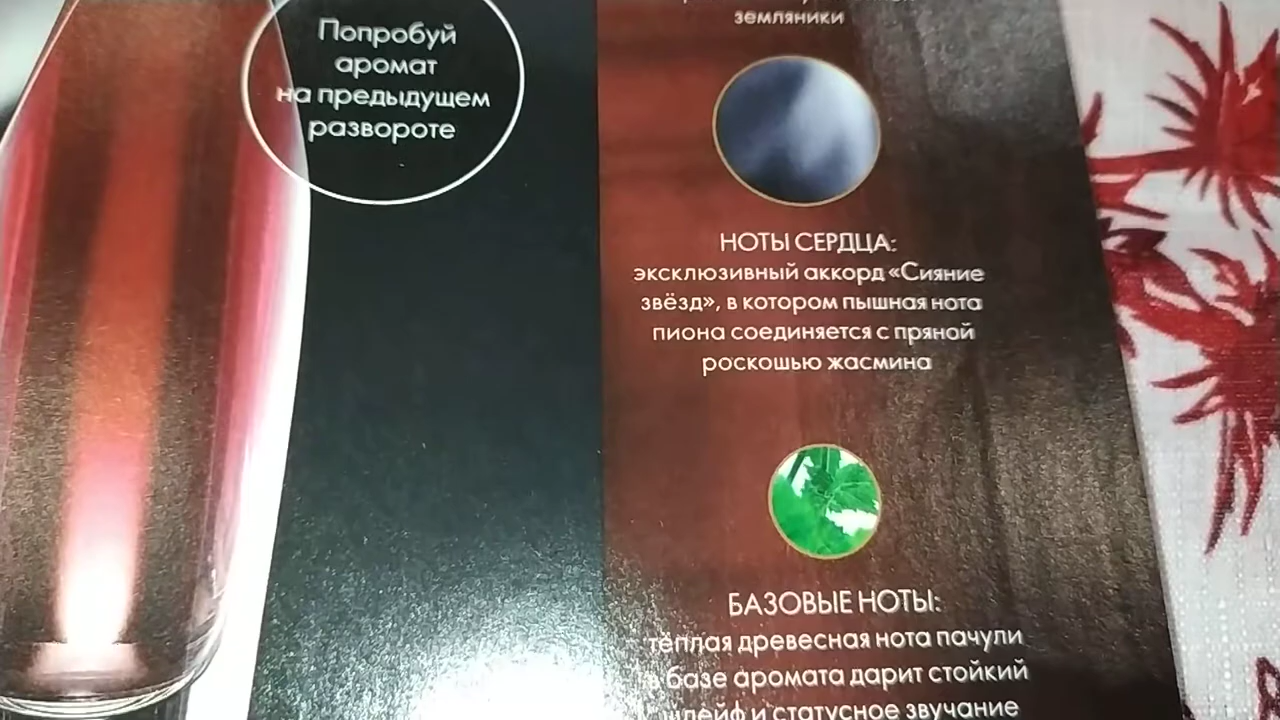 Попробуй
аромат
на предыдущем
развороте
земляники
НОТЫ СЕРДЦА:
эксклюзивный аккорд «Сияние
звёзд», в котором пышная нота
пиона соединяется с пряной
роскошью жасмина
БАЗОВЫЕ НОТЫ:
тёплая древесная нота пачули
в базе аромата дарит стойкий
шлейф и статусное звучание